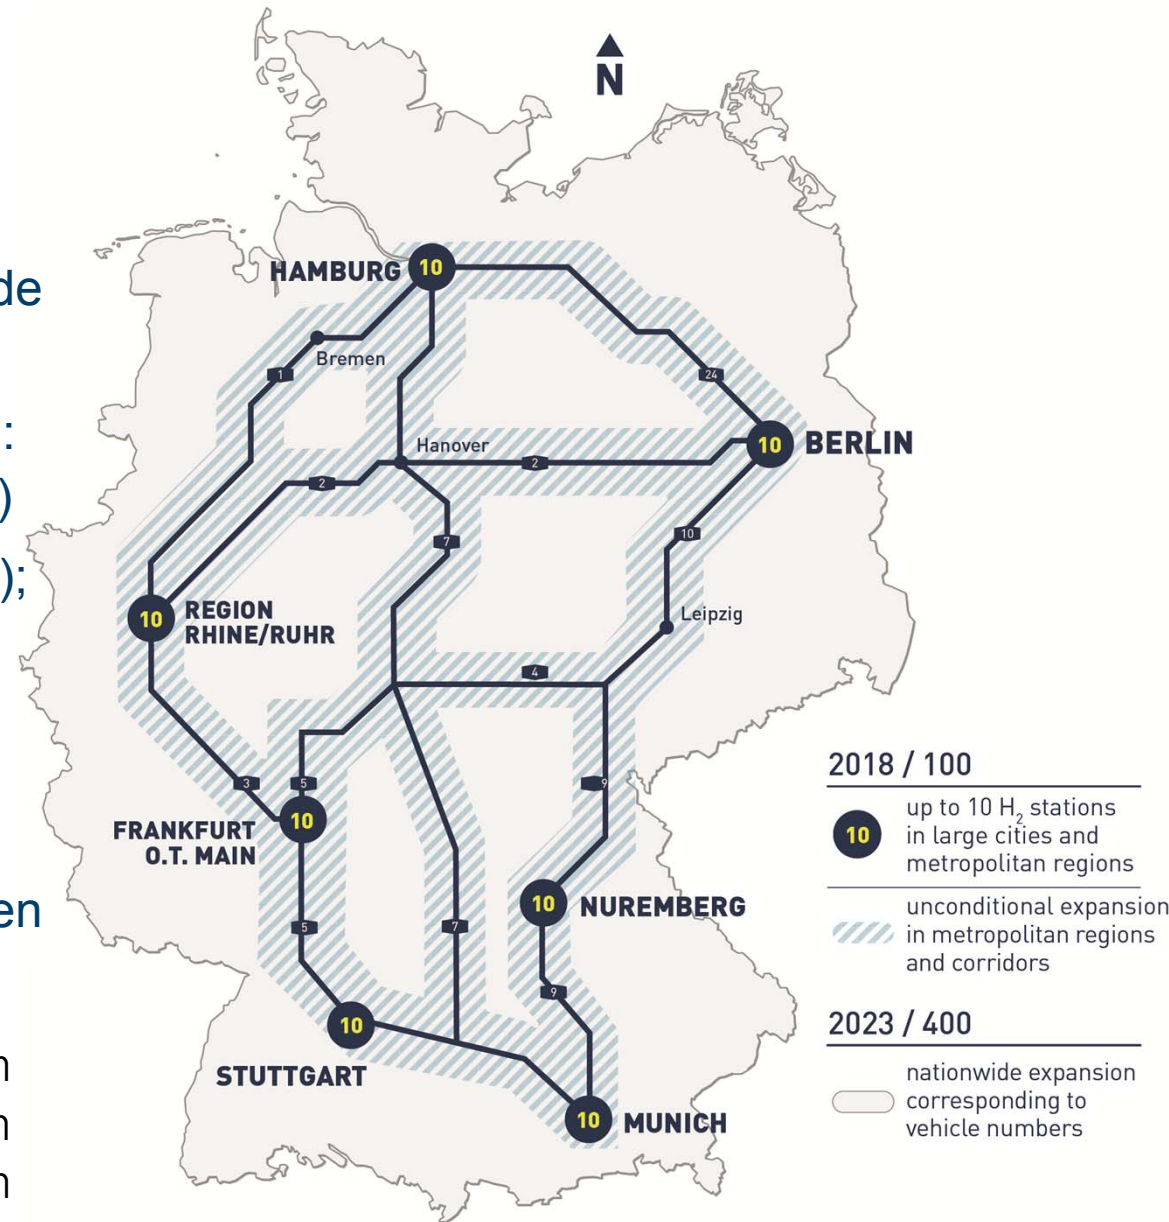 N
de
HAMBURG
10
Bremen
1
24
:
Hanover
10
BERLIN
2
2
)
10
7
);
10
REGION
RHINE/RUHR
Leipzig
4
3
5
9
10
FRANKFURT
O.T. MAIN
en
10
NUREMBERG
5
7
9
10
STUTTGART
10
MUNICH
n
n
n
2018 / 100
10
up to 10 H₂ stations
in large cities and
metropolitan regions
unconditional expansion
in metropolitan regions
and corridors
2023 / 400
nationwide expansion
corresponding to
vehicle numbers